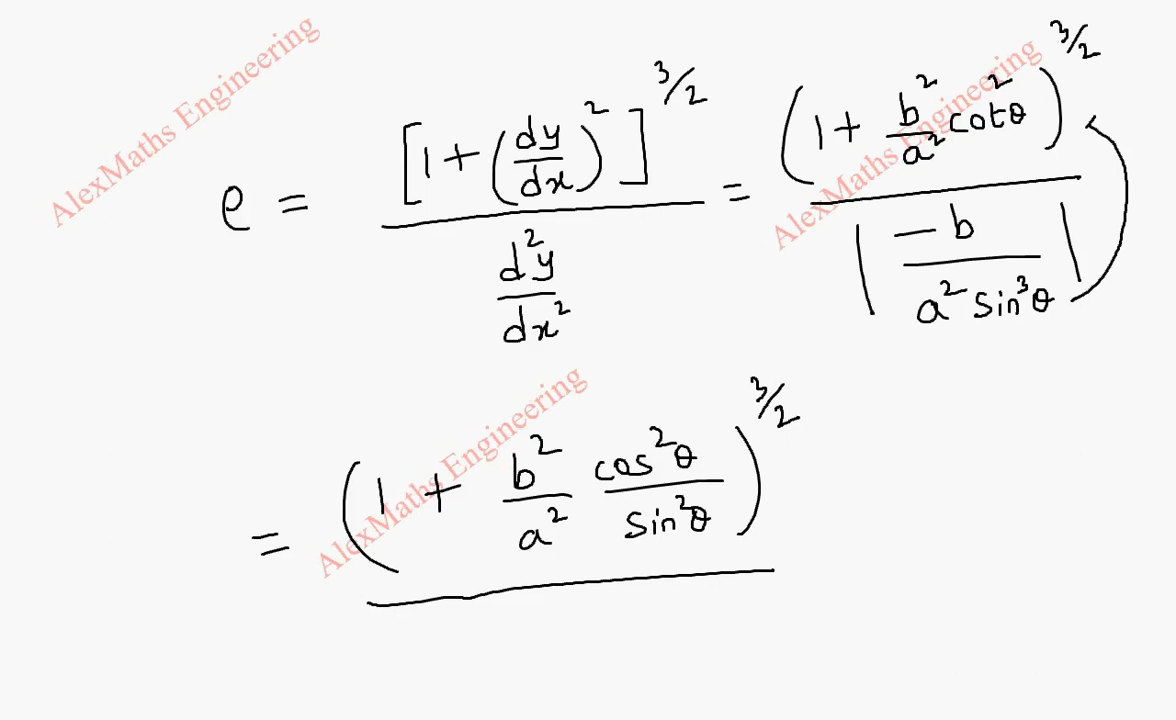 ρ = [1 + (dy/dx)²]^3/2 / d²y/dx² = (1 + b²/a² cot²θ)^3/2 / | −b / a² sin³θ |
= (1 + b²/a² cos²θ/sin²θ)^3/2
AlexMaths Engineering
AlexMaths Engineering
AlexMaths Engineering